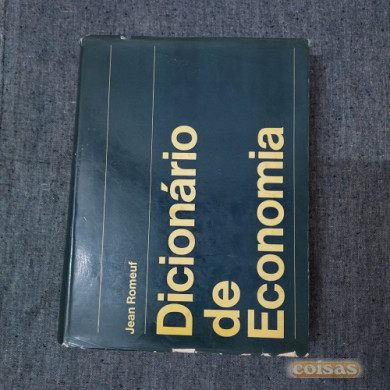 Jean Romeuf
Dicionário
de
Economia
coisas